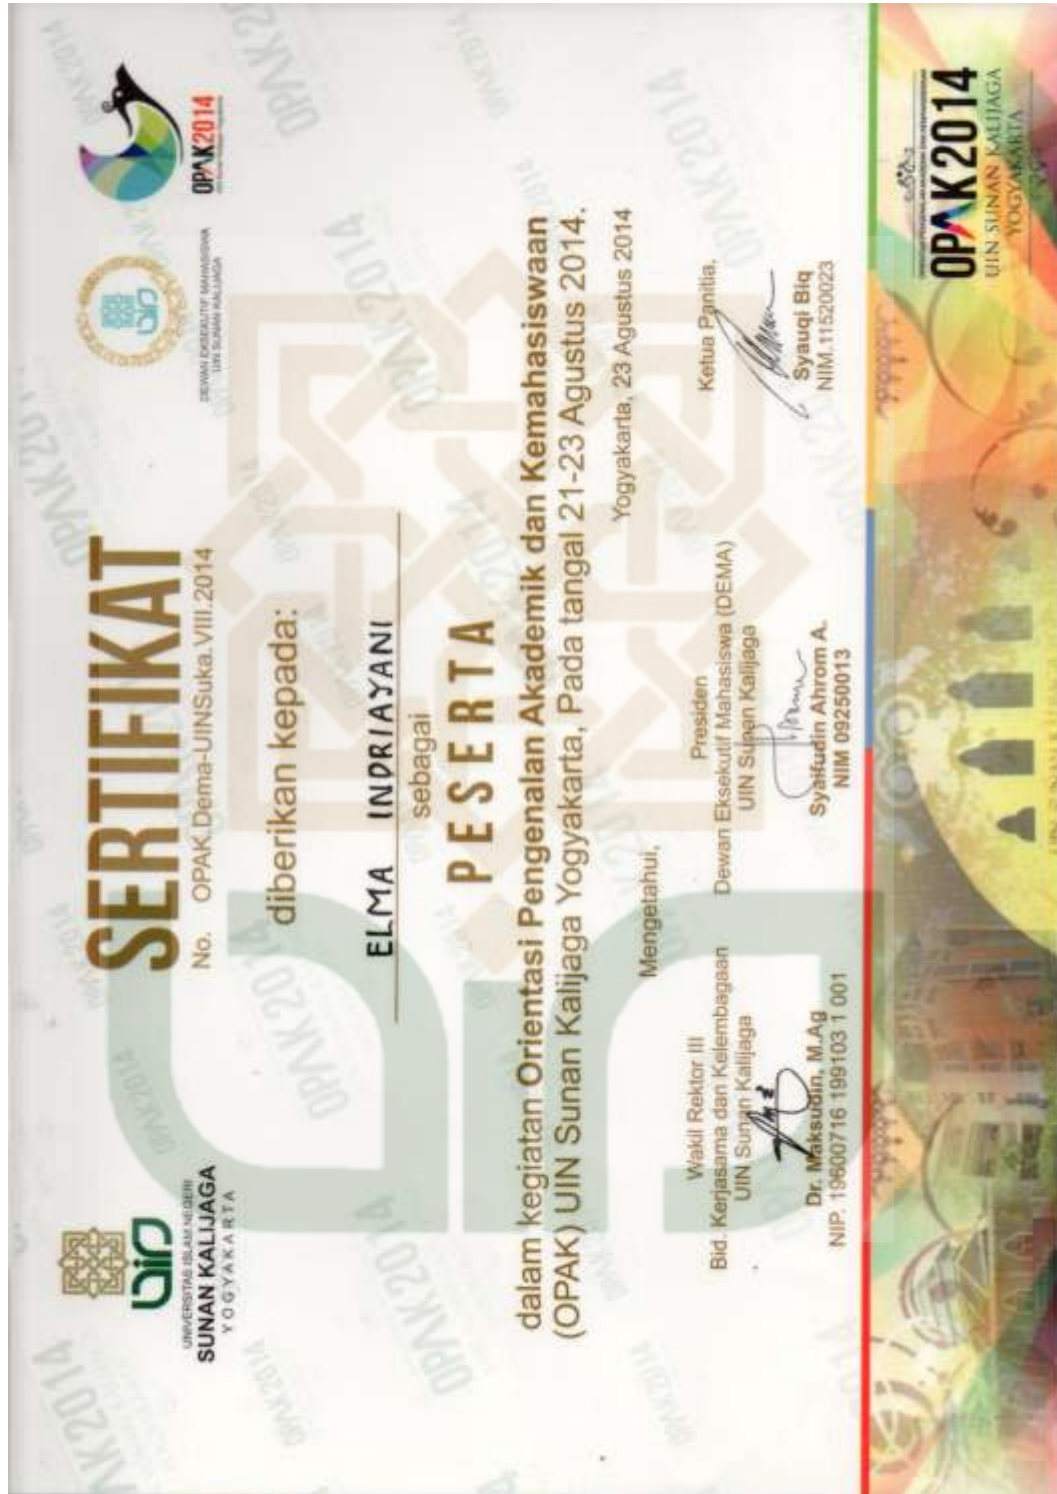 UNIVERSITAS ISLAM NEGERI
SUNAN KALIJAGA
YOGYAKARTA
DEWAN EKSEKUTIF MAHASISWA
UIN SUNAN KALIJAGA
OPAK2014
SERTIFIKAT
No. OPAK.Dema-UINSuka.VIII.2014
diberikan kepada:
ELMA INDRIAYANI
sebagai
PESERTA
dalam kegiatan Orientasi Pengenalan Akademik dan Kemahasiswaan
(OPAK) UIN Sunan Kalijaga Yogyakarta, Pada tangal 21-23 Agustus 2014.
Yogyakarta, 23 Agustus 2014
Mengetahui,
Wakil Rektor III
Bid. Kerjasama dan Kelembagaan
UIN Sunan Kalijaga
Dr. Maksudin, M.Ag
NIP. 19600716 199103 1 001
Presiden
Dewan Eksekutif Mahasiswa (DEMA)
UIN Sunan Kalijaga
Syaifudin Ahrom A.
NIM 09250013
Ketua Panitia,
Syauqi Biq
NIM.11520023
OPAK2014
UIN SUNAN KALIJAGA
YOGYAKARTA